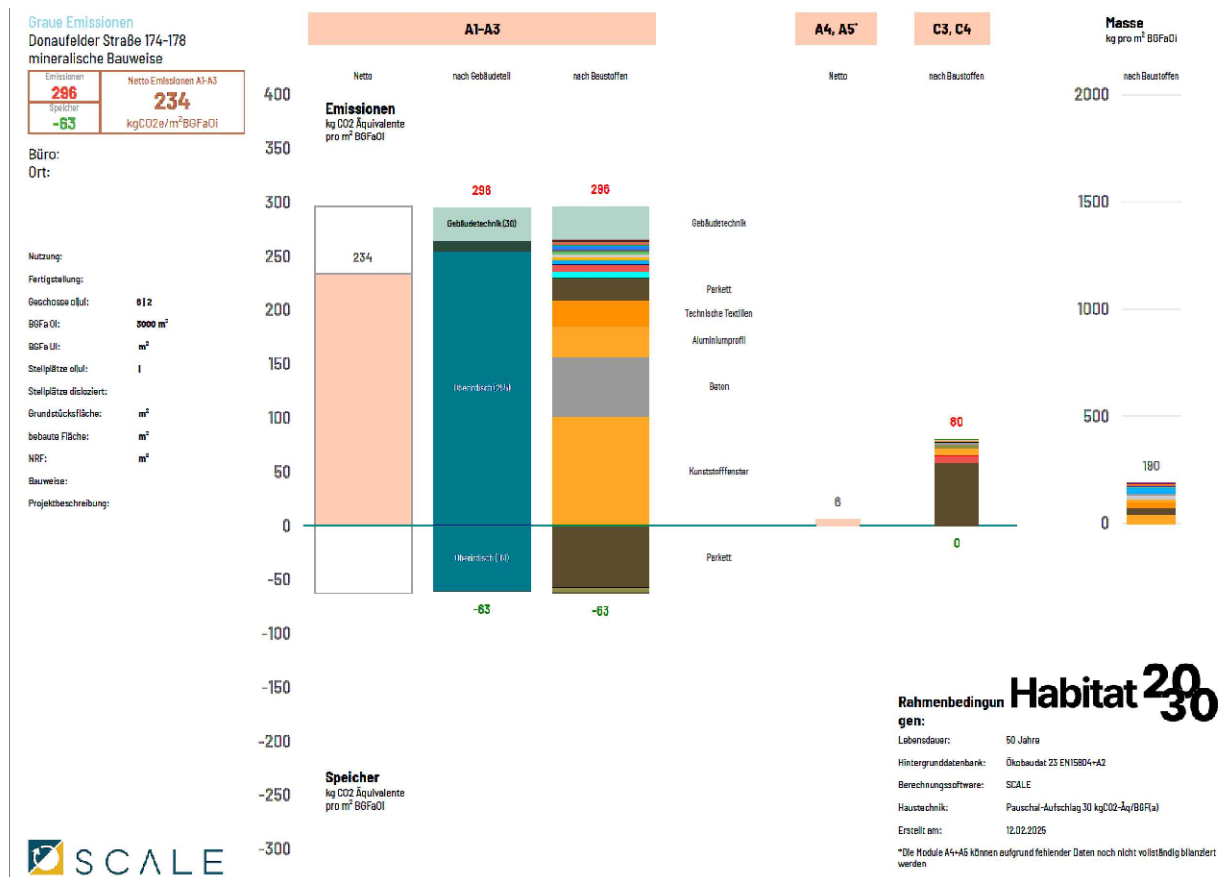 Graue Emissionen
Donaufelder Straße 174-178
mineralische Bauweise
Emissionen
296
Speicher
-63
Netto Emissionen A1-A3
234
kgCO2e/m²BGFaOi
Büro:
Ort:
Nutzung:
Fertigstellung:
Geschosse o|u|: 6 | 2
BGFa OI: 3000 m²
BGFa UI: m²
Stellplätze o|u|: |
Stellplätze disloziert:
Grundstücksfläche: m²
bebaute Fläche: m²
NRF: m²
Bauweise:
Projektbeschreibung:
A1-A3
A4, A5*
C3, C4
Masse
kg pro m² BGFaOi
Netto
nach Gebäudeteil
nach Baustoffen
Netto
nach Baustoffen
nach Baustoffen
Emissionen
kg CO2 Äquivalente
pro m² BGFaOI
400
350
300
250
200
150
100
50
0
-50
-100
-150
-200
-250
-300
234
296
Gebäudetechnik (30)
Oberirdisch
Oberirdisch
-63
296
-63
Gebäudetechnik
Parkett
Technische Textilien
Aluminiumprofil
Beton
Kunststofffenster
Parkett
6
80
0
2000
1500
1000
500
0
190
Speicher
kg CO2 Äquivalente
pro m² BGFaOI
SCALE
Habitat 2030
Rahmenbedingun
gen:
Lebensdauer: 50 Jahre
Hintergrunddatenbank: Ökobaudat 23 EN15804+A2
Berechnungssoftware: SCALE
Haustechnik: Pauschal-Aufschlag 30 kgCO2-Äq/BGF(a)
Erstellt am: 12.02.2025
*Die Module A4+A5 können aufgrund fehlender Daten noch nicht vollständig bilanziert
werden